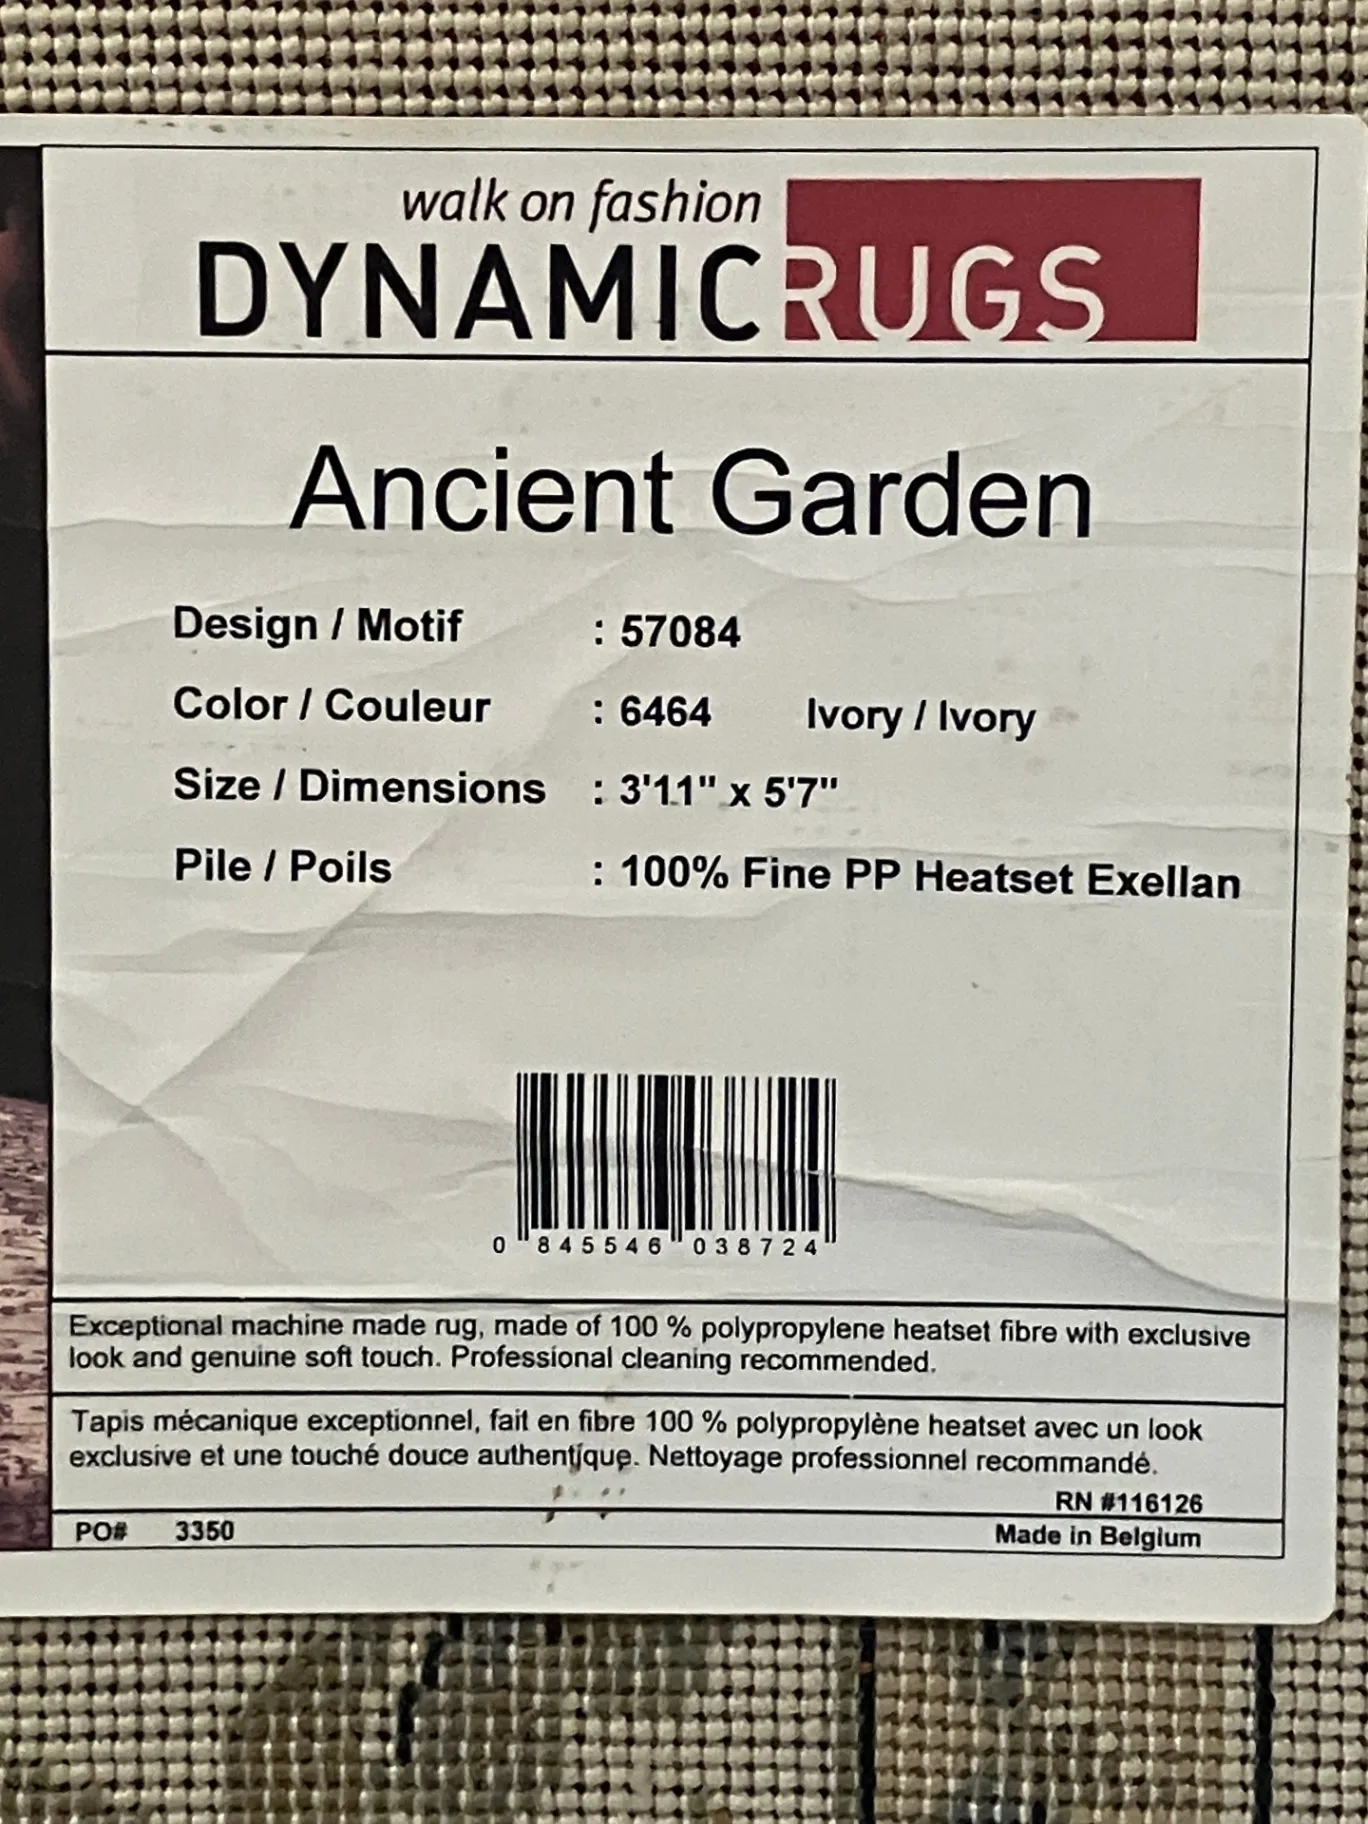 walk on fashion
DYNAMICRUGS
Ancient Garden
Design / Motif : 57084
Color / Couleur : 6464 Ivory / Ivory
Size / Dimensions : 3'11" x 5'7"
Pile / Poils : 100% Fine PP Heatset Exellan
0 845546 038724
Exceptional machine made rug, made of 100 % polypropylene heatset fibre with exclusive
look and genuine soft touch. Professional cleaning recommended.
Tapis mécanique exceptionnel, fait en fibre 100 % polypropylène heatset avec un look
exclusive et une touché douce authentique. Nettoyage professionnel recommandé.
RN #116126
PO# 3350 Made in Belgium